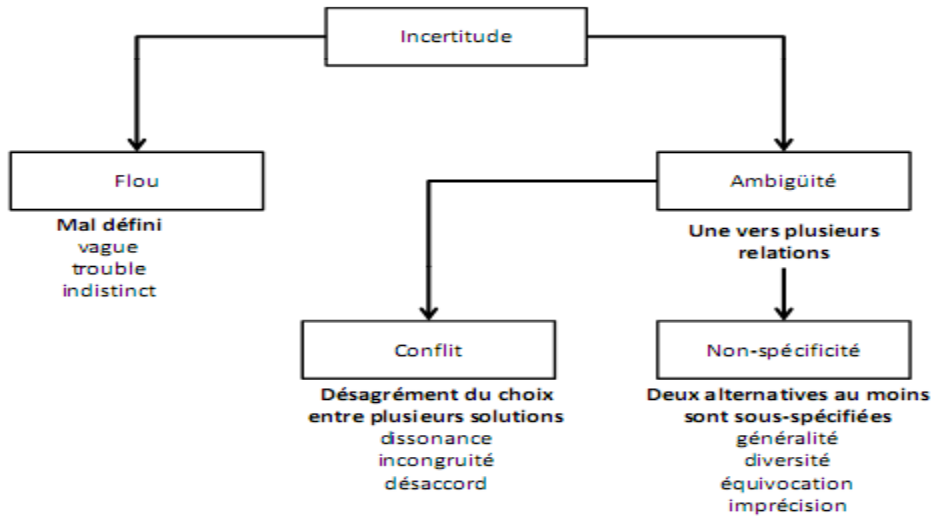 Incertitude
Flou
Mal défini
vague
trouble
indistinct
Ambigüité
Une vers plusieurs
relations
Conflit
Désagrément du choix
entre plusieurs solutions
dissonance
incongruité
désaccord
Non-spécificité
Deux alternatives au moins
sont sous-spécifiées
généralité
diversité
équivocation
imprécision